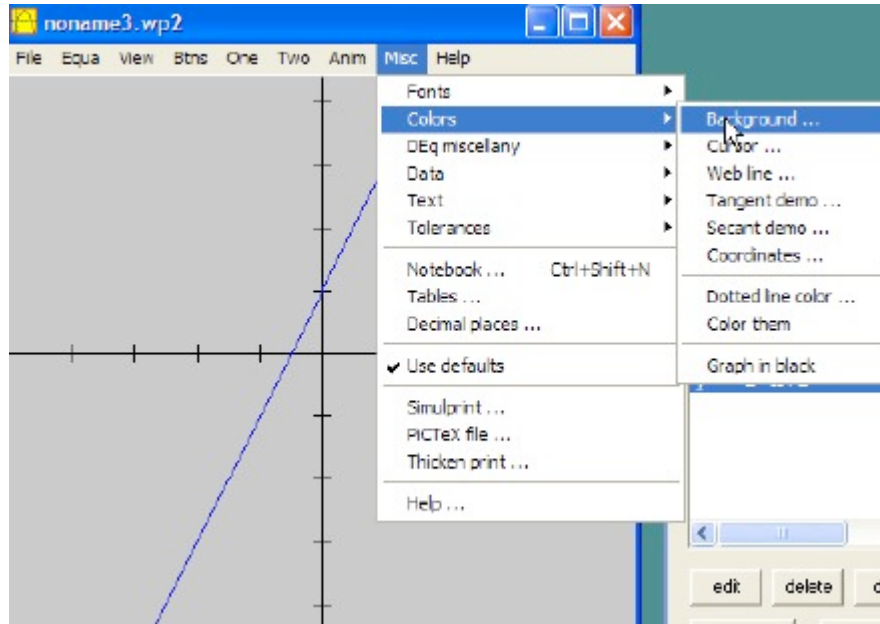 noname3.wp2
File Equa View Btns One Two Anim Misc Help
Fonts
Colors
DEq miscellany
Data
Text
Tolerances
Notebook ... Ctrl+Shift+N
Tables ...
Decimal places ...
Use defaults
Simulprint ...
PiCTeX file ...
Thicken print ...
Help ...
Background ...
Cursor ...
Web line ...
Tangent demo ...
Secant demo ...
Coordinates ...
Dotted line color ...
Color them
Graph in black
edit delete